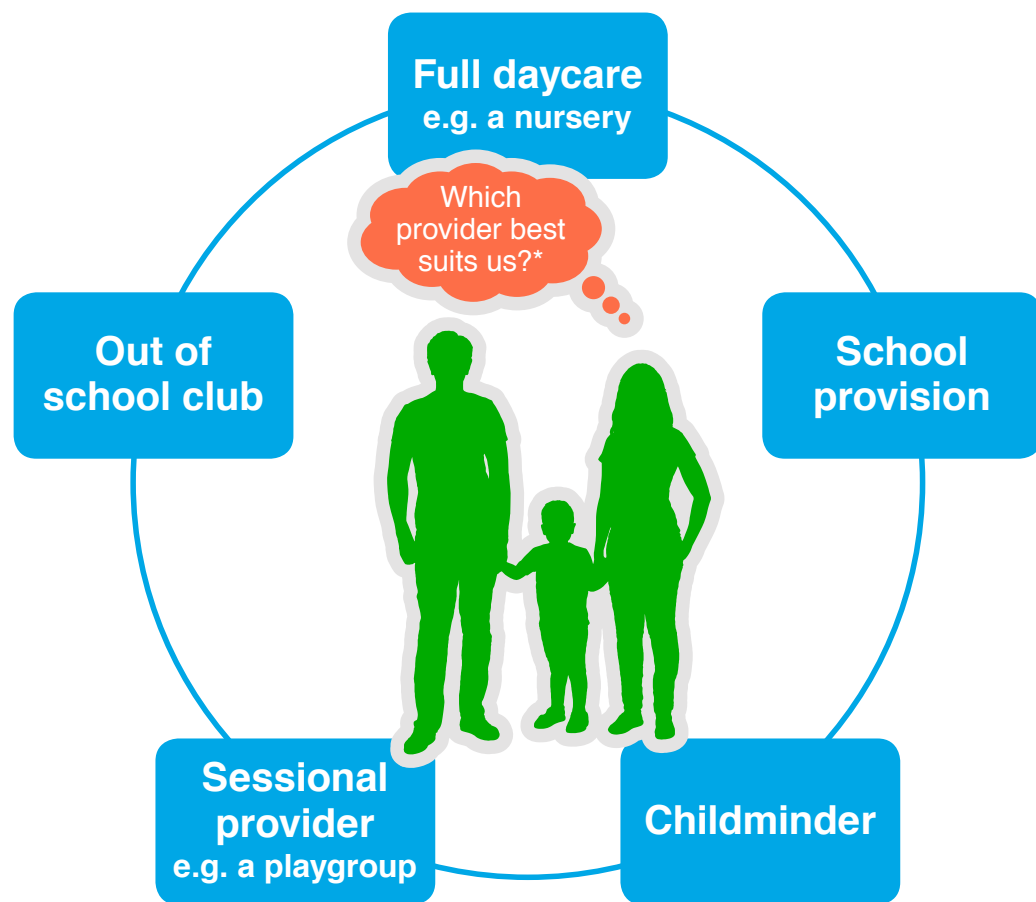 Full daycare
e.g. a nursery
Which
provider best
suits us?*
Out of
school club
School
provision
Sessional
provider
e.g. a playgroup
Childminder